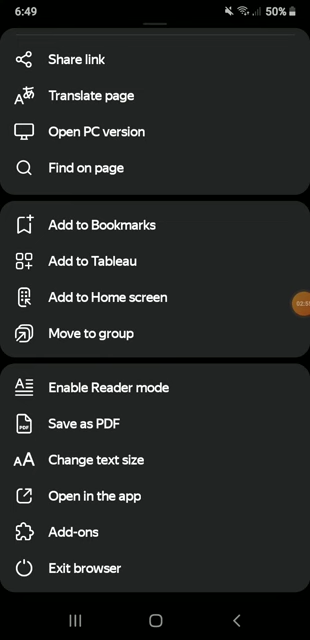 6:49
50%
Share link
Translate page
Open PC version
Find on page
Add to Bookmarks
Add to Tableau
Add to Home screen
Move to group
Enable Reader mode
PDF
Save as PDF
AA
Change text size
Open in the app
Add-ons
Exit browser